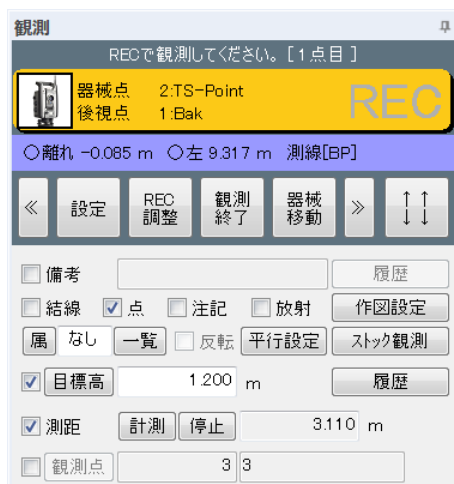 観測
RECで観測してください。[1点目]
器械点 2:TS-Point
後視点 1:Bak
REC
○離れ -0.085 m ○左 9.317 m 測線[BP]
≪ 設定 REC調整 観測終了 器械移動 ≫ ↑↑↓↓
備考 履歴
結線 点 注記 放射 作図設定
属 なし 一覧 反転 平行設定 ストック観測
目標高 1.200 m 履歴
測距 計測 停止 3.110 m
観測点 3 3